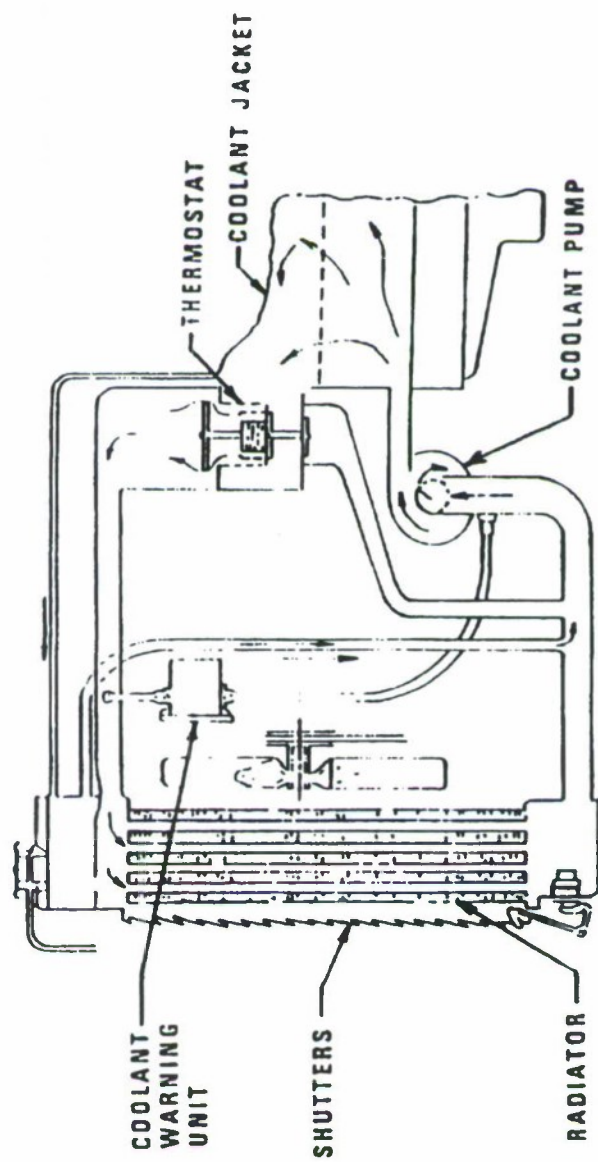 COOLANT
WARNING
UNIT
SHUTTERS
RADIATOR
THERMOSTAT
COOLANT JACKET
COOLANT PUMP